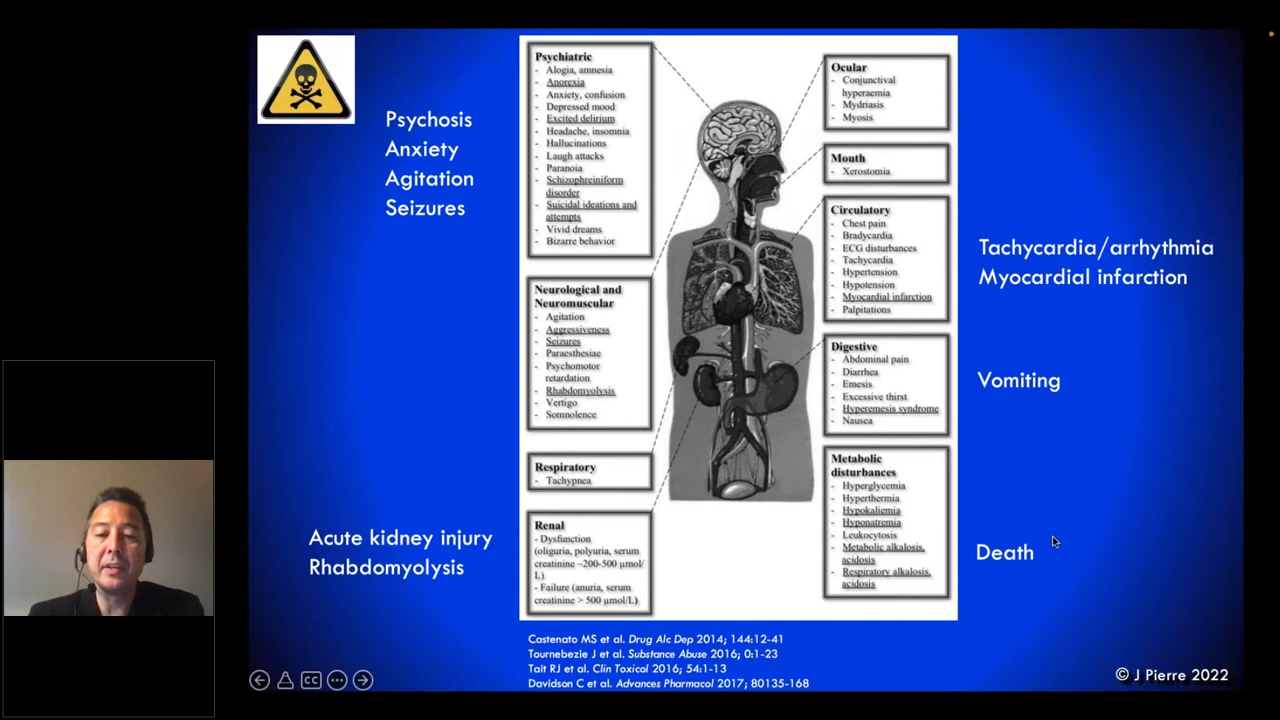 Psychosis
Anxiety
Agitation
Seizures
Acute kidney injury
Rhabdomyolysis
Psychiatric
- Alogia, amnesia
- Anorexia
- Anxiety, confusion
- Depressed mood
- Excited delirium
- Headache, insomnia
- Hallucinations
- Laugh attacks
- Paranoia
- Schizophreiniform
disorder
- Suicidal ideations and
attempts
- Vivid dreams
- Bizarre behavior
Neurological and
Neuromuscular
- Agitation
- Aggressiveness
- Seizures
- Paraesthesiae
- Psychomotor
retardation
- Rhabdomyolysis
- Vertigo
- Somnolence
Respiratory
- Tachypnea
Renal
- Dysfunction
(oliguria, polyuria, serum
creatinine ~200-500 µmol/
L)
- Failure (anuria, serum
creatinine > 500 µmol/L)
Ocular
- Conjunctival
hyperaemia
- Mydriasis
- Myosis
Mouth
- Xerostomia
Circulatory
- Chest pain
- Bradycardia
- ECG disturbances
- Tachycardia
- Hypertension
- Hypotension
- Myocardial infarction
- Palpitations
Digestive
- Abdominal pain
- Diarrhea
- Emesis
- Excessive thirst
- Hyperemesis syndrome
- Nausea
Metabolic
disturbances
- Hyperglycemia
- Hyperthermia
- Hypokaliemia
- Hyponatremia
- Leukocytosis
- Metabolic alkalosis,
acidosis
- Respiratory alkalosis,
acidosis
Tachycardia/arrhythmia
Myocardial infarction
Vomiting
Death
Castenato MS et al. Drug Alc Dep 2014; 144:12-41
Tournebezie J et al. Substance Abuse 2016; 0:1-23
Tait RJ et al. Clin Toxicol 2016; 54:1-13
Davidson C et al. Advances Pharmacol 2017; 80135-168
CC
© J Pierre 2022